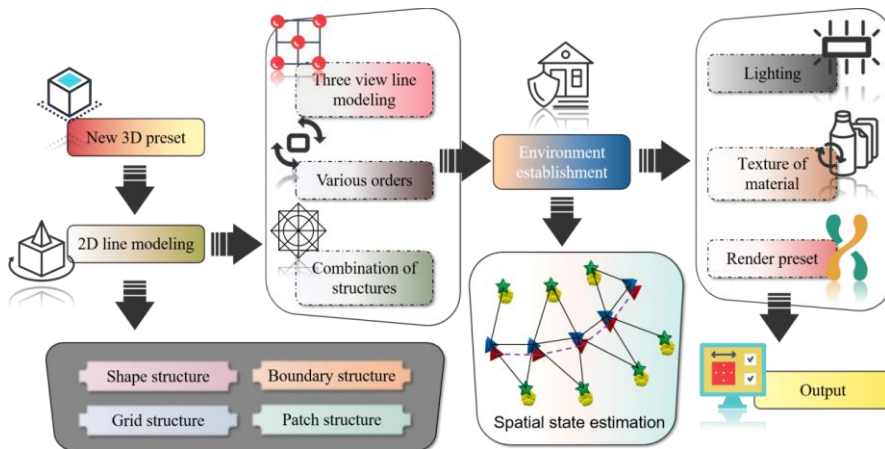 New 3D preset
2D line modeling
Shape structure
Boundary structure
Grid structure
Patch structure
Three view line
modeling
Various orders
Combination of
structures
Environment
establishment
Spatial state estimation
Lighting
Texture of
material
Render preset
Output